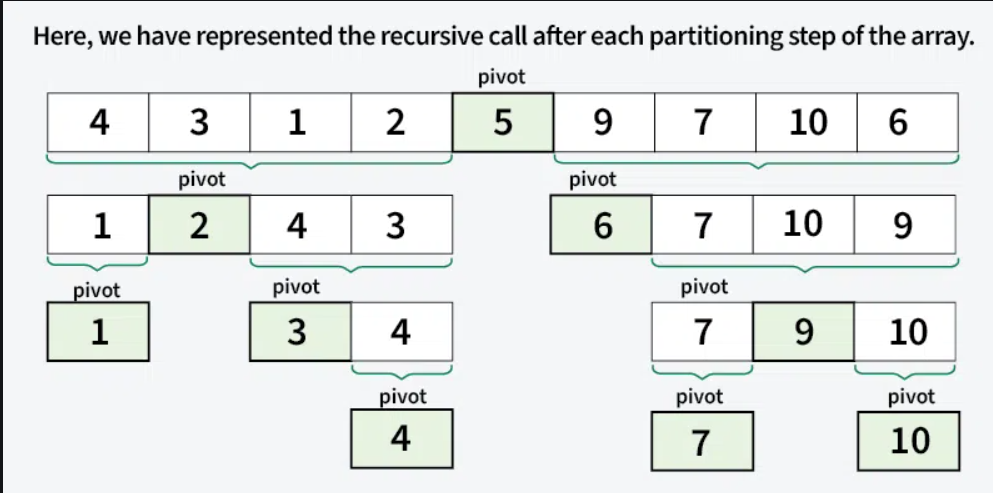 Here, we have represented the recursive call after each partitioning step of the array.
pivot
4 3 1 2 5 9 7 10 6
pivot pivot
1 2 4 3 6 7 10 9
pivot pivot pivot
1 3 4 7 9 10
pivot pivot pivot
4 7 10